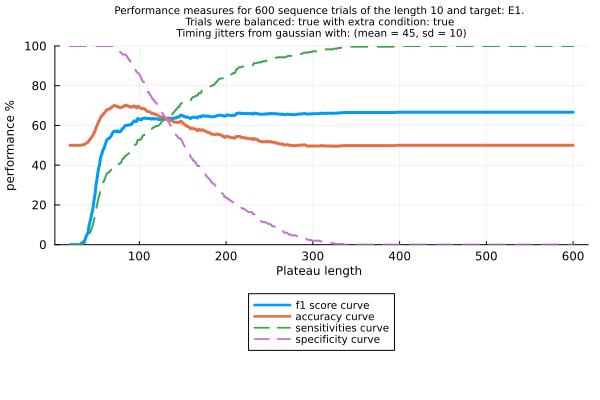 Performance measures for 600 sequence trials of the length 10 and target: E1.
Trials were balanced: true with extra condition: true
Timing jitters from gaussian with: (mean = 45, sd = 10)
performance %
100
80
60
40
20
0
100
200
300
400
500
600
Plateau length
f1 score curve
accuracy curve
sensitivities curve
specificity curve